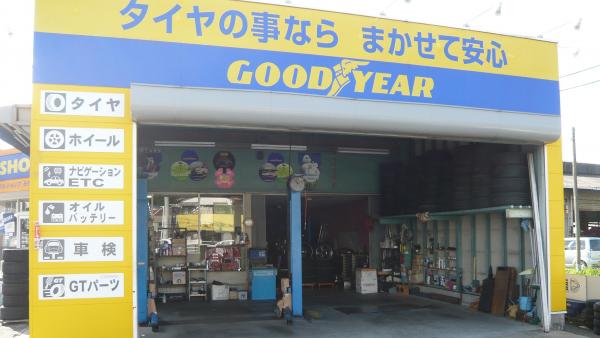 タイヤの事なら まかせて安心
GOODYEAR
タイヤ
ホイール
ナビゲーション
ETC
オイル
バッテリー
車検
GTパーツ
SHO